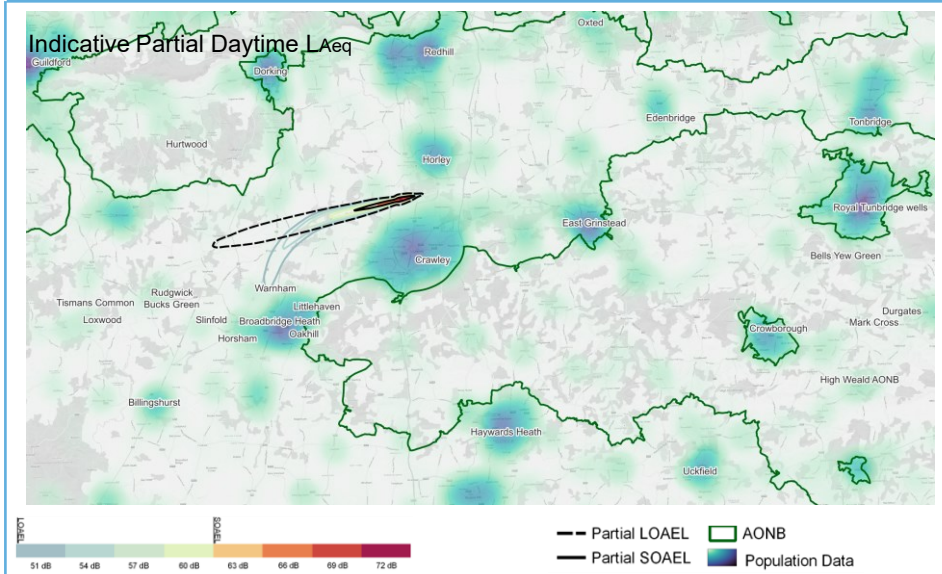 Indicative Partial Daytime LAeq
Oxted
Guildford
Redhill
Dorking
Edenbridge
Tonbridge
Hurtwood
Horley
Royal Tunbridge wells
East Grinstead
Crawley
Bells Yew Green
Warnham
Rudgwick
Tismans Common
Bucks Green
Littlehaven
Loxwood
Slinfold
Broadbridge Heath
Durgates
Mark Cross
Oakhill
Horsham
Crowborough
High Weald AONB
Billingshurst
Haywards Heath
Uckfield
LOAEL
SOAEL
51 dB 54 dB 57 dB 60 dB 63 dB 66 dB 69 dB 72 dB
Partial LOAEL
AONB
Partial SOAEL
Population Data